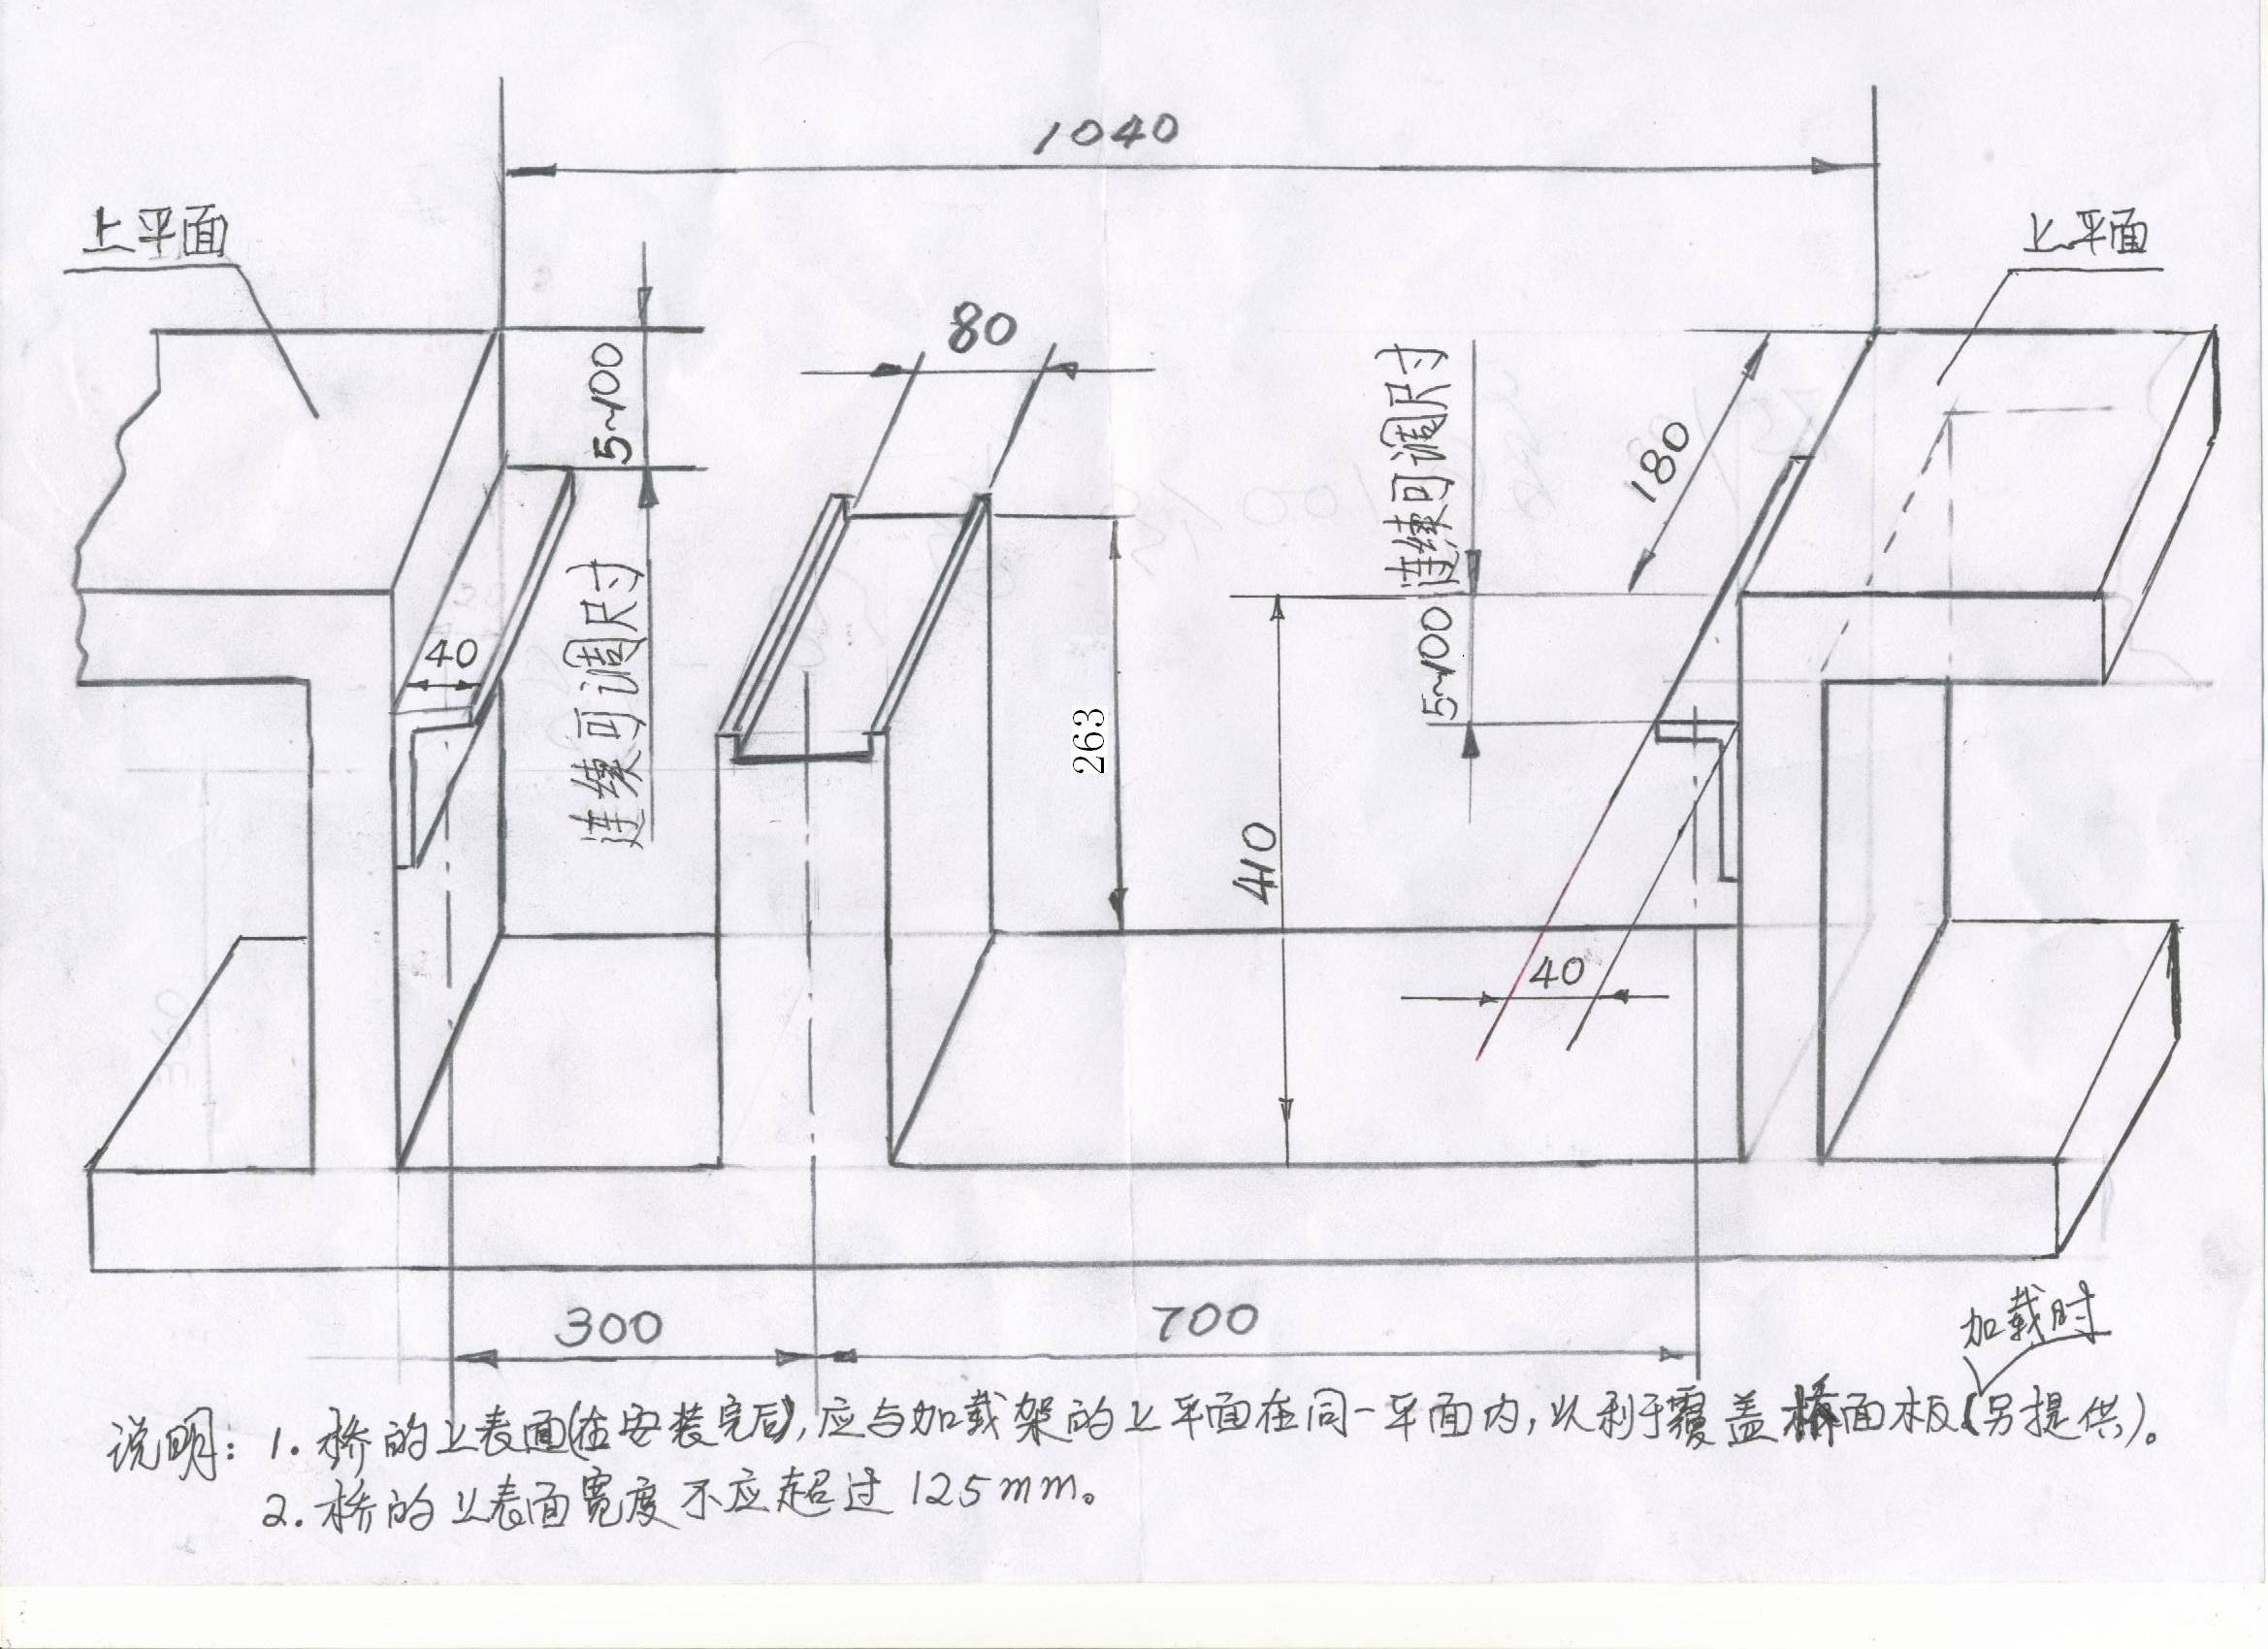 1040
上平面
上平面
80
5~100
连续可调尺寸
180
5~100连续可调尺寸
40
263
410
40
300
700
加载时
说明：1.桥的上表面(在安装完后)，应与加载架的上平面在同一平面内，以利于覆盖桥面板(另提供)。
2.桥的上表面宽度不应超过125mm。